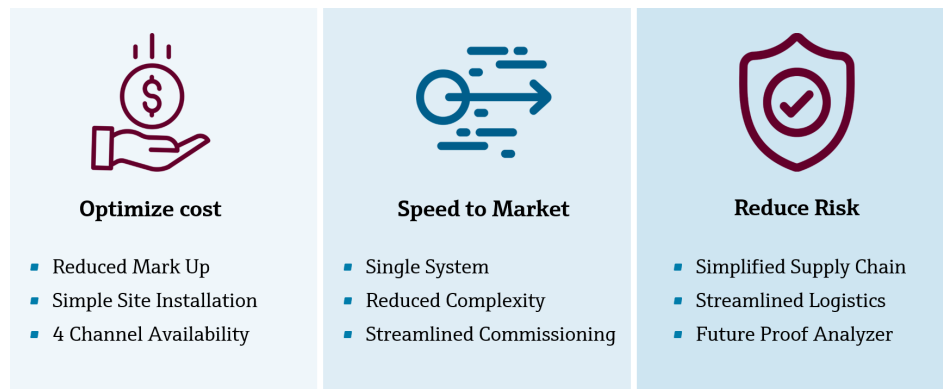 $
Optimize cost
Reduced Mark Up
Simple Site Installation
4 Channel Availability
Speed to Market
Single System
Reduced Complexity
Streamlined Commissioning
Reduce Risk
Simplified Supply Chain
Streamlined Logistics
Future Proof Analyzer